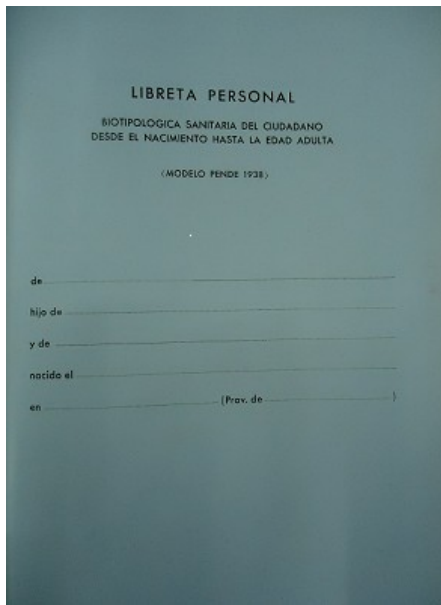 LIBRETA PERSONAL
BIOTIPOLOGICA SANITARIA DEL CIUDADANO
DESDE EL NACIMIENTO HASTA LA EDAD ADULTA
(MODELO PENDE 1938)
de
hijo de
y de
nacido el
en (Prov. de )